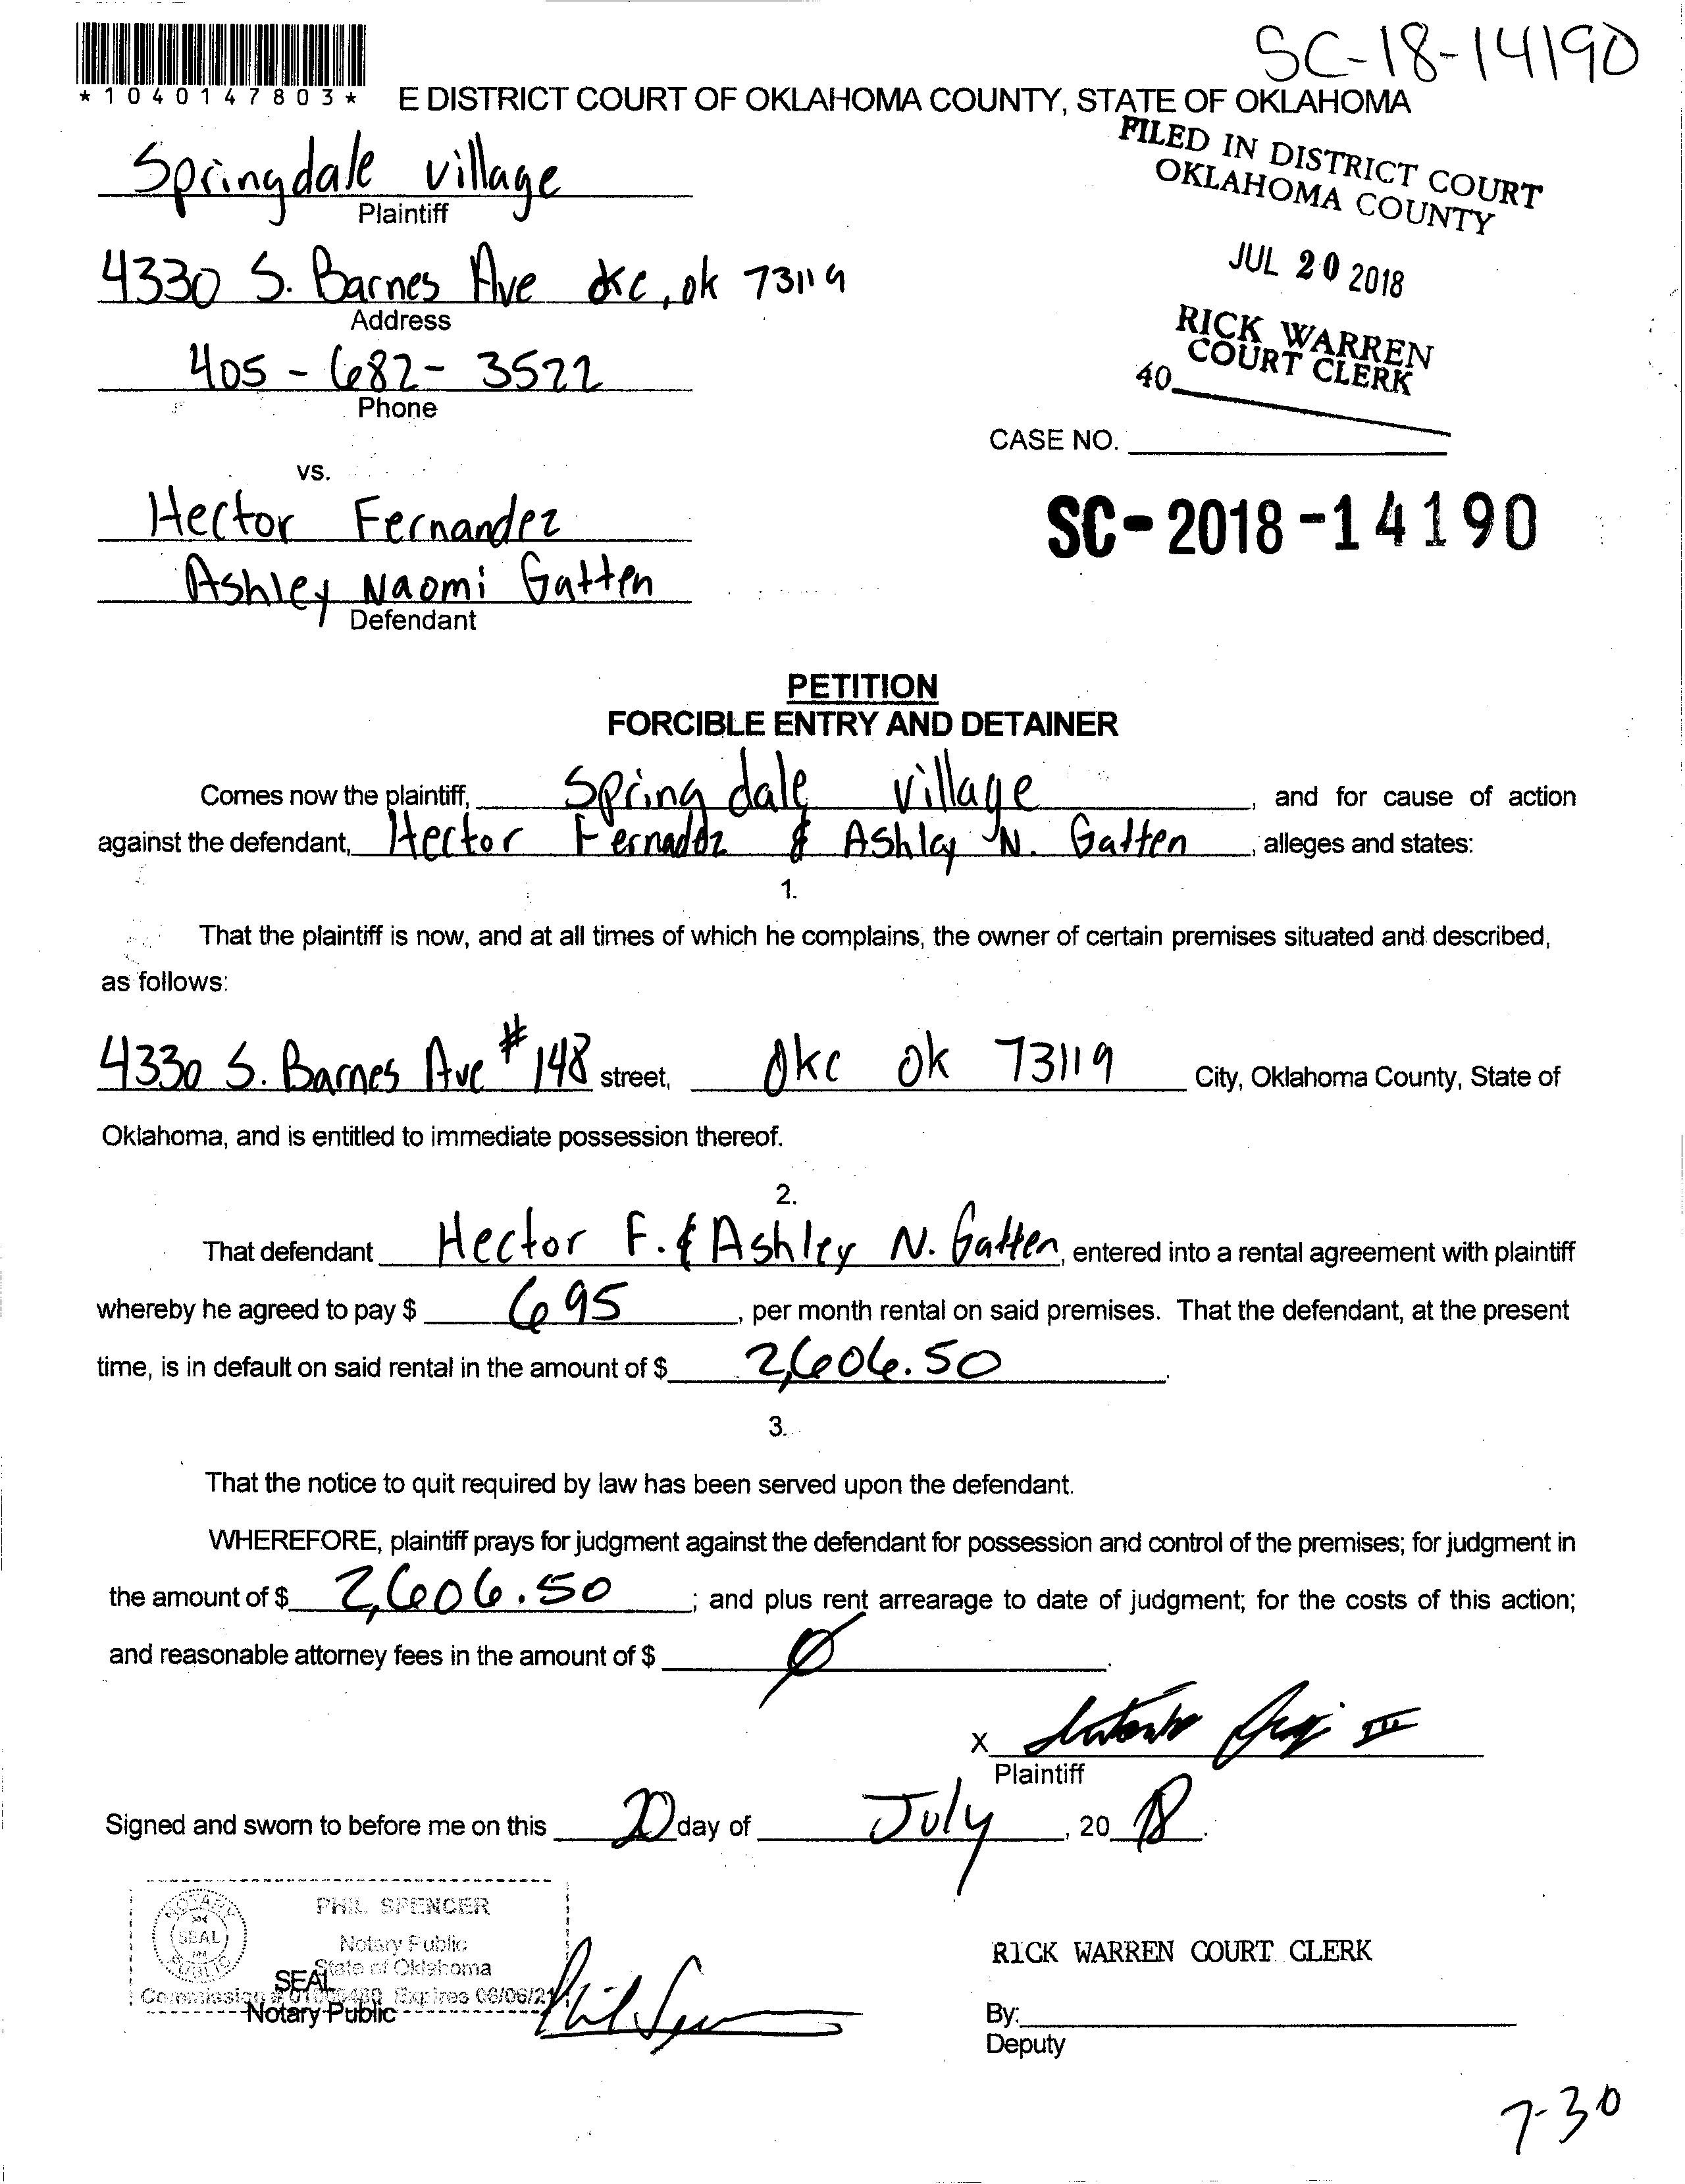 SC-18-14190
*1040147803*
E DISTRICT COURT OF OKLAHOMA COUNTY, STATE OF OKLAHOMA
FILED IN DISTRICT COURT
OKLAHOMA COUNTY
Springdale village
Plaintiff
JUL 20 2018
4330 S. Barnes Ave okc, ok 73119
Address
RICK WARREN
COURT CLERK
40
405-682-3522
Phone
CASE NO.
vs.
SC-2018-14190
Hector Fernandez
Ashley Naomi Gatten
Defendant
PETITION
FORCIBLE ENTRY AND DETAINER
Comes now the plaintiff, Spring dale village, and for cause of action
against the defendant, Hector & Ashley N. Gatten, alleges and states:
1.
That the plaintiff is now, and at all times of which he complains, the owner of certain premises situated and described,
as follows:
4330 S. Barnes Ave #148 street, Okc ok 73119 City, Oklahoma County, State of
Oklahoma, and is entitled to immediate possession thereof.
2.
That defendant Hector F. & Ashley N. Gatten, entered into a rental agreement with plaintiff
whereby he agreed to pay $ 695, per month rental on said premises. That the defendant, at the present
time, is in default on said rental in the amount of $ 2,606.50.
3.
That the notice to quit required by law has been served upon the defendant.
WHEREFORE, plaintiff prays for judgment against the defendant for possession and control of the premises; for judgment in
the amount of $ 2,606.50; and plus rent arrearage to date of judgment; for the costs of this action;
and reasonable attorney fees in the amount of $ Ø.
X III
Plaintiff
Signed and sworn to before me on this 20 day of July, 20 18.
NOTARY
SEAL
PUBLIC
PHIL SPENCER
Notary Public
State of Oklahoma
SEAL
Commission # Expires 06/06/21
Notary Public
Phil Spencer
RICK WARREN COURT CLERK
By:
Deputy
7-30